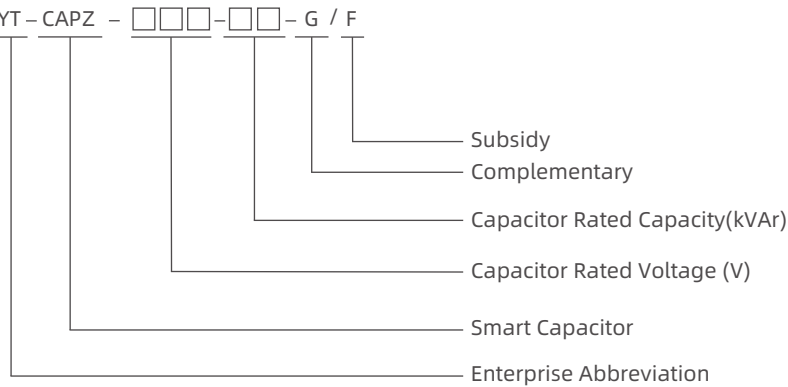 YT – CAPZ – □□□–□□– G / F
Subsidy
Complementary
Capacitor Rated Capacity(kVAr)
Capacitor Rated Voltage (V)
Smart Capacitor
Enterprise Abbreviation